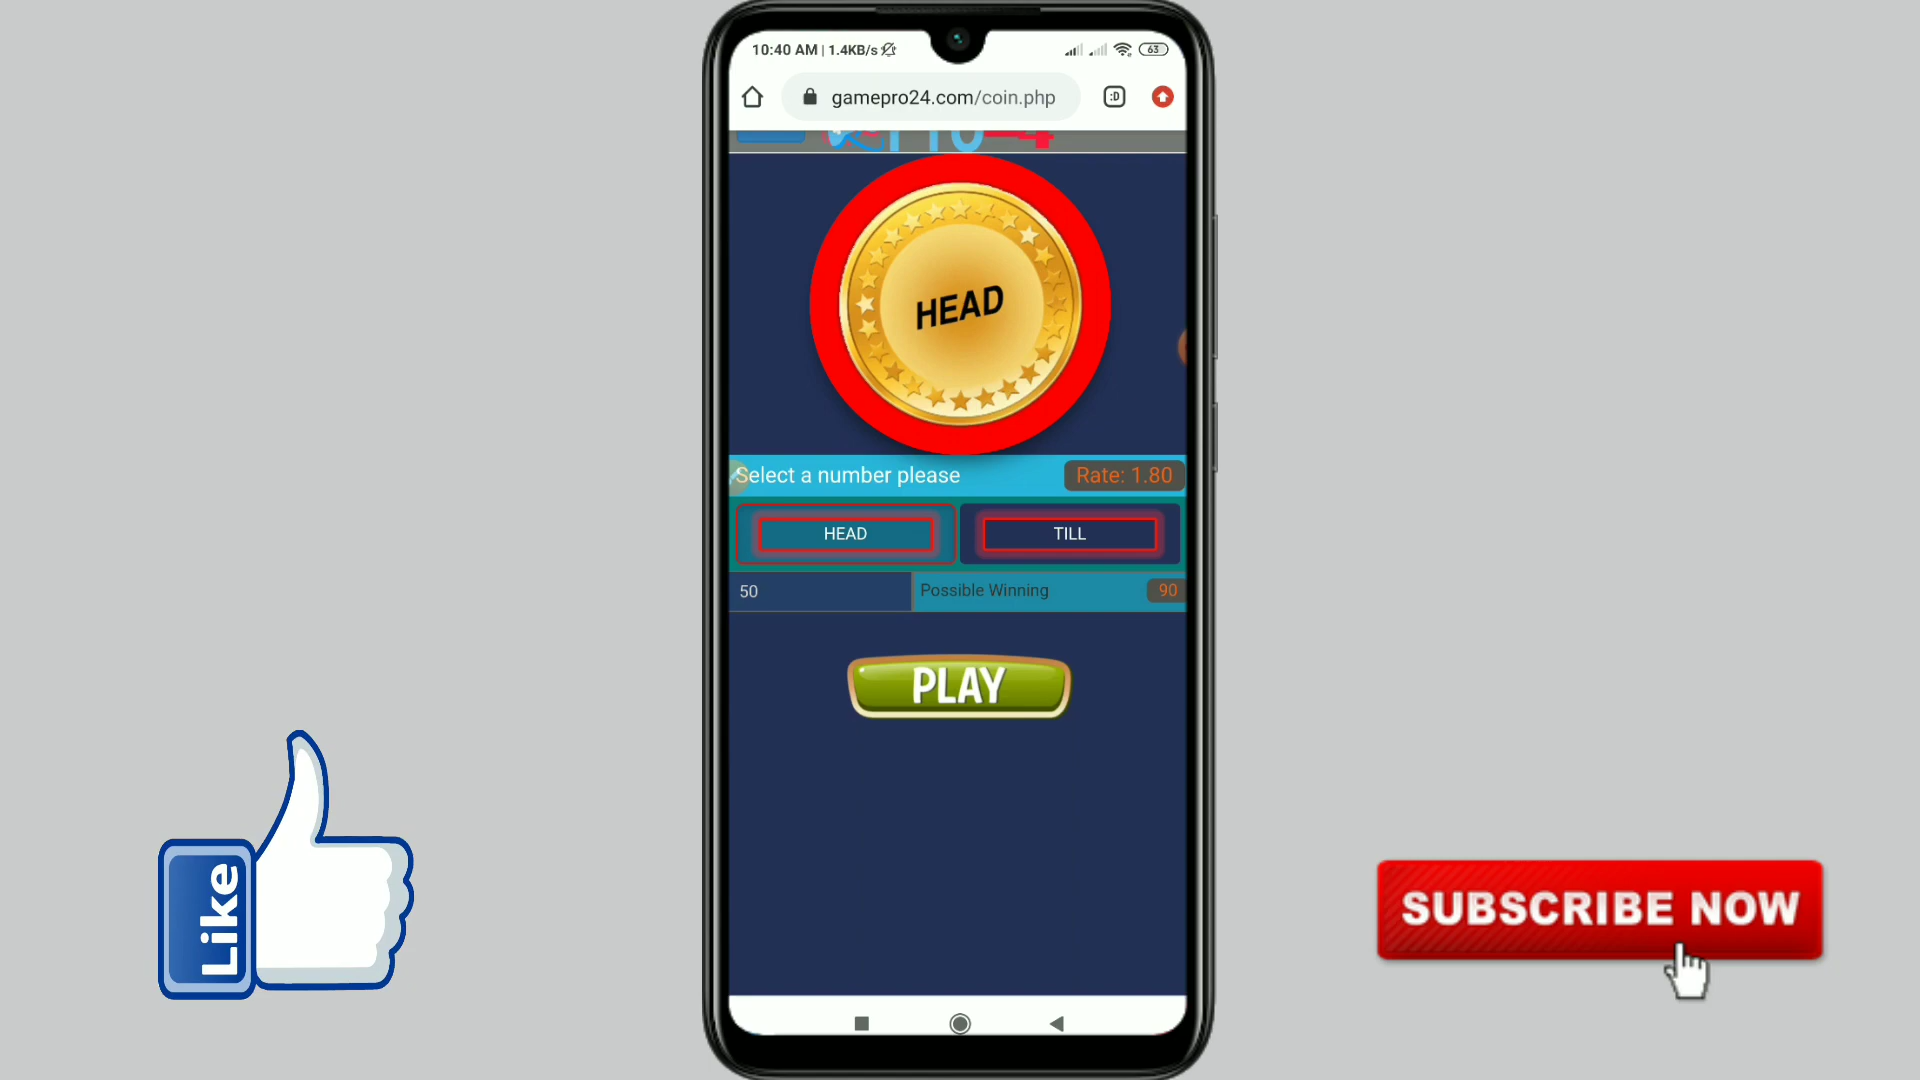 10:40 AM | 1.4KB/s
63
gamepro24.com/coin.php
:D
HEAD
Select a number please
Rate: 1.80
HEAD
TILL
50
Possible Winning
90
PLAY
Like
SUBSCRIBE NOW